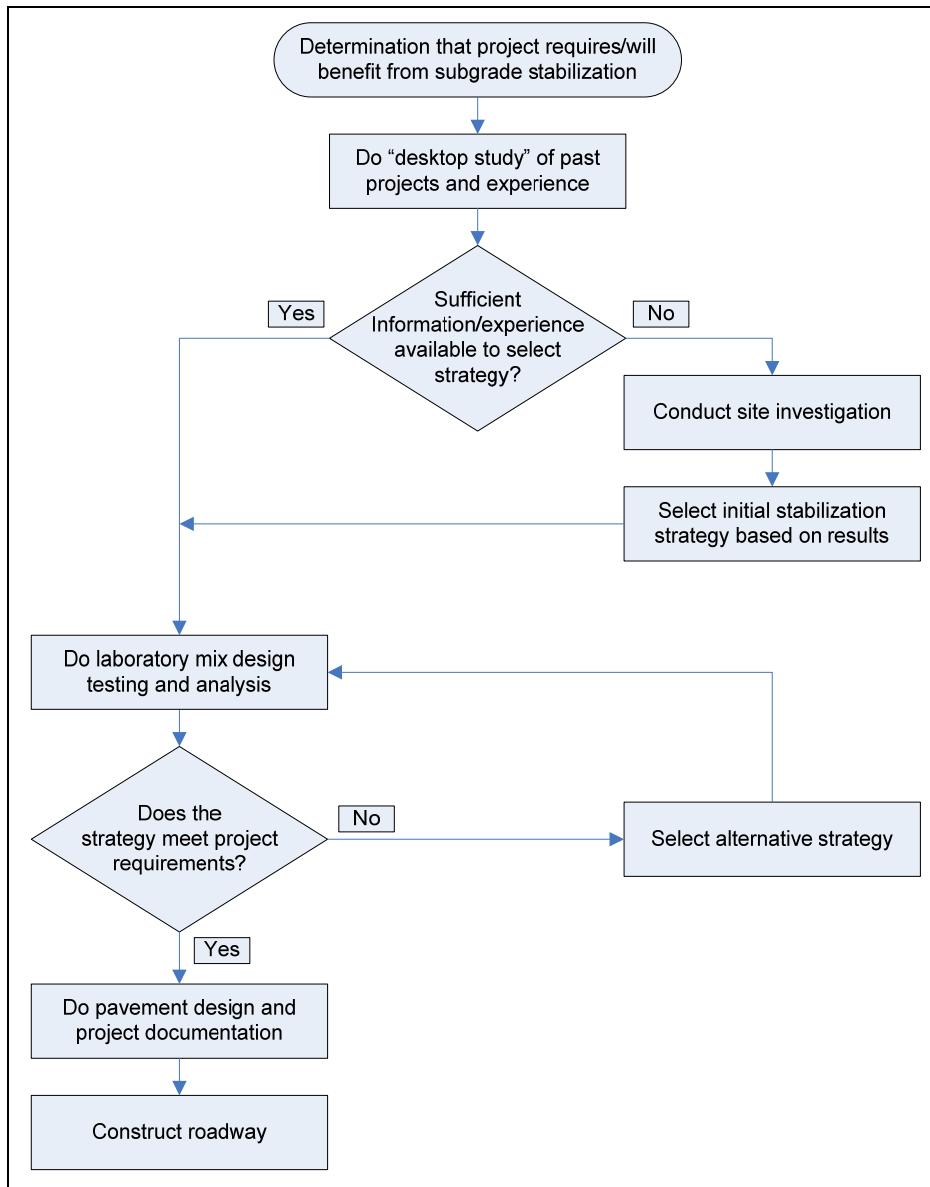 Determination that project requires/will
benefit from subgrade stabilization
Do “desktop study” of past
projects and experience
Sufficient
Information/experience
available to select
strategy?
Yes
No
Conduct site investigation
Select initial stabilization
strategy based on results
Do laboratory mix design
testing and analysis
Does the
strategy meet project
requirements?
No
Select alternative strategy
Yes
Do pavement design and
project documentation
Construct roadway